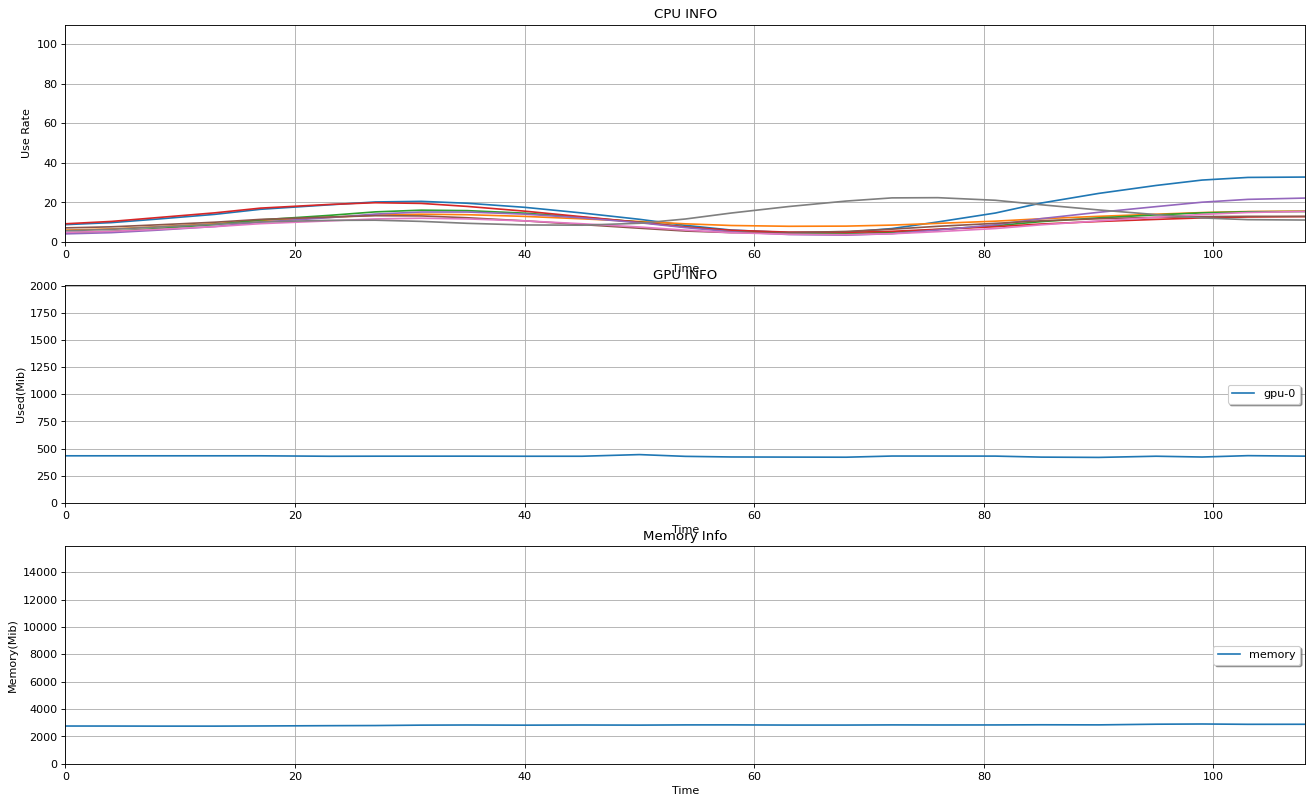 CPU INFO
100
80
60
40
20
0
Use Rate
0 20 40 60 80 100
Time
GPU INFO
2000
1750
1500
1250
1000
750
500
250
0
Used(Mib)
gpu-0
0 20 40 60 80 100
Time
Memory Info
14000
12000
10000
8000
6000
4000
2000
0
Memory(Mib)
memory
0 20 40 60 80 100
Time